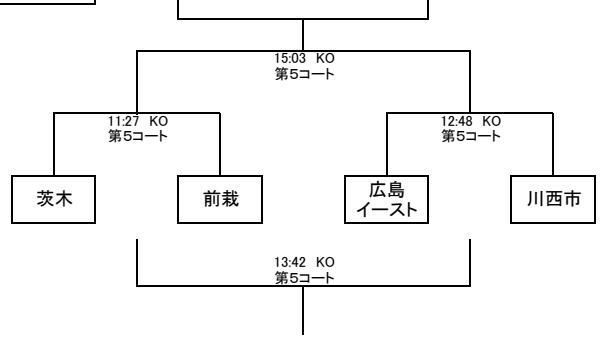 15:03 KO
第5コート
11:27 KO
第5コート
12:48 KO
第5コート
茨木
前栽
広島
イースト
川西市
13:42 KO
第5コート